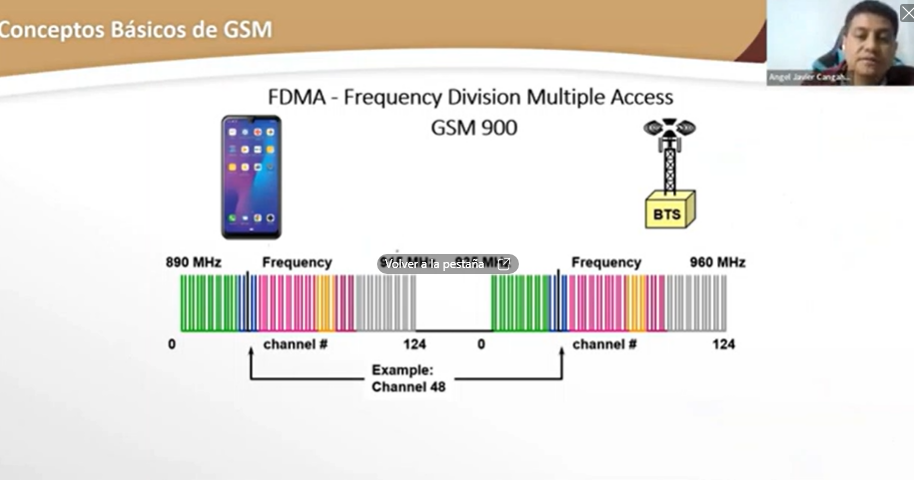 Conceptos Básicos de GSM
Angel Javier Cangah...
FDMA - Frequency Division Multiple Access
GSM 900
BTS
890 MHz
Frequency
Volver a la pestaña
Frequency
960 MHz
0
channel #
124
0
channel #
124
Example:
Channel 48